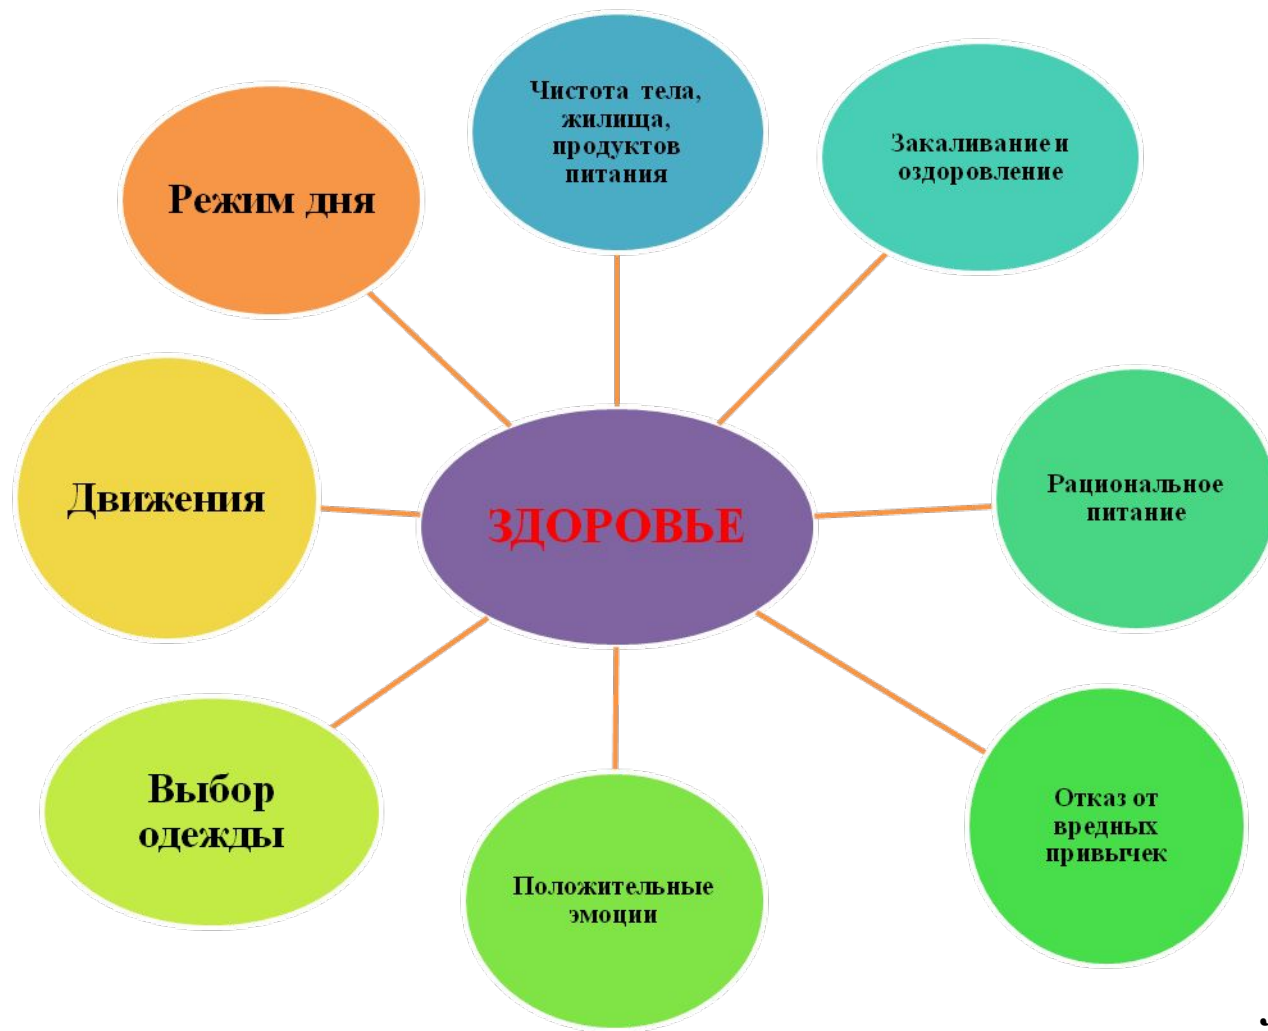 Чистота тела,
жилища,
продуктов
питания
Закаливание и
оздоровление
Режим дня
Рациональное
питание
Движения
ЗДОРОВЬЕ
Выбор
одежды
Отказ от
вредных
привычек
Положительные
эмоции